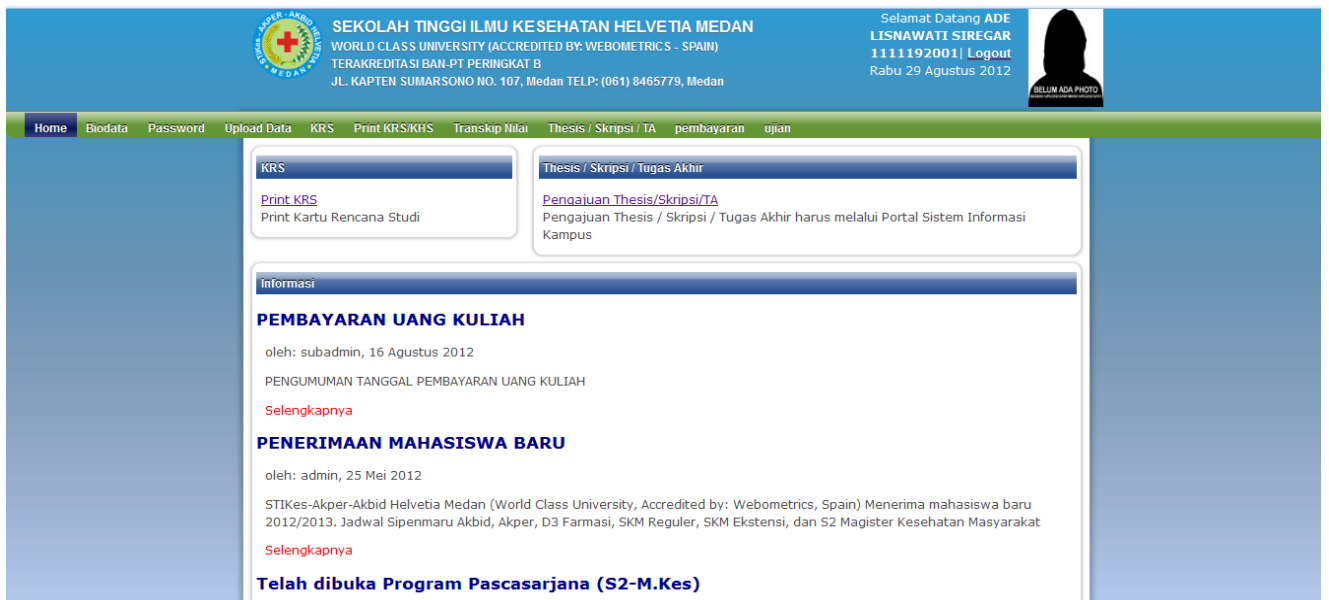 STIKes - AKPER - AKBID HELVETIA
MEDAN
SEKOLAH TINGGI ILMU KESEHATAN HELVETIA MEDAN
WORLD CLASS UNIVERSITY (ACCREDITED BY: WEBOMETRICS - SPAIN)
TERAKREDITASI BAN-PT PERINGKAT B
JL. KAPTEN SUMARSONO NO. 107, Medan TELP: (061) 8465779, Medan
Selamat Datang ADE
LISNAWATI SIREGAR
1111192001| Logout
Rabu 29 Agustus 2012
BELUM ADA PHOTO
Home Biodata Password Upload Data KRS Print KRS/KHS Transkip Nilai Thesis / Skripsi / TA pembayaran ujian
KRS
Print KRS
Print Kartu Rencana Studi
Thesis / Skripsi / Tugas Akhir
Pengajuan Thesis/Skripsi/TA
Pengajuan Thesis / Skripsi / Tugas Akhir harus melalui Portal Sistem Informasi
Kampus
Informasi
PEMBAYARAN UANG KULIAH
oleh: subadmin, 16 Agustus 2012
PENGUMUMAN TANGGAL PEMBAYARAN UANG KULIAH
Selengkapnya
PENERIMAAN MAHASISWA BARU
oleh: admin, 25 Mei 2012
STIKes-Akper-Akbid Helvetia Medan (World Class University, Accredited by: Webometrics, Spain) Menerima mahasiswa baru
2012/2013. Jadwal Sipenmaru Akbid, Akper, D3 Farmasi, SKM Reguler, SKM Ekstensi, dan S2 Magister Kesehatan Masyarakat
Selengkapnya
Telah dibuka Program Pascasarjana (S2-M.Kes)